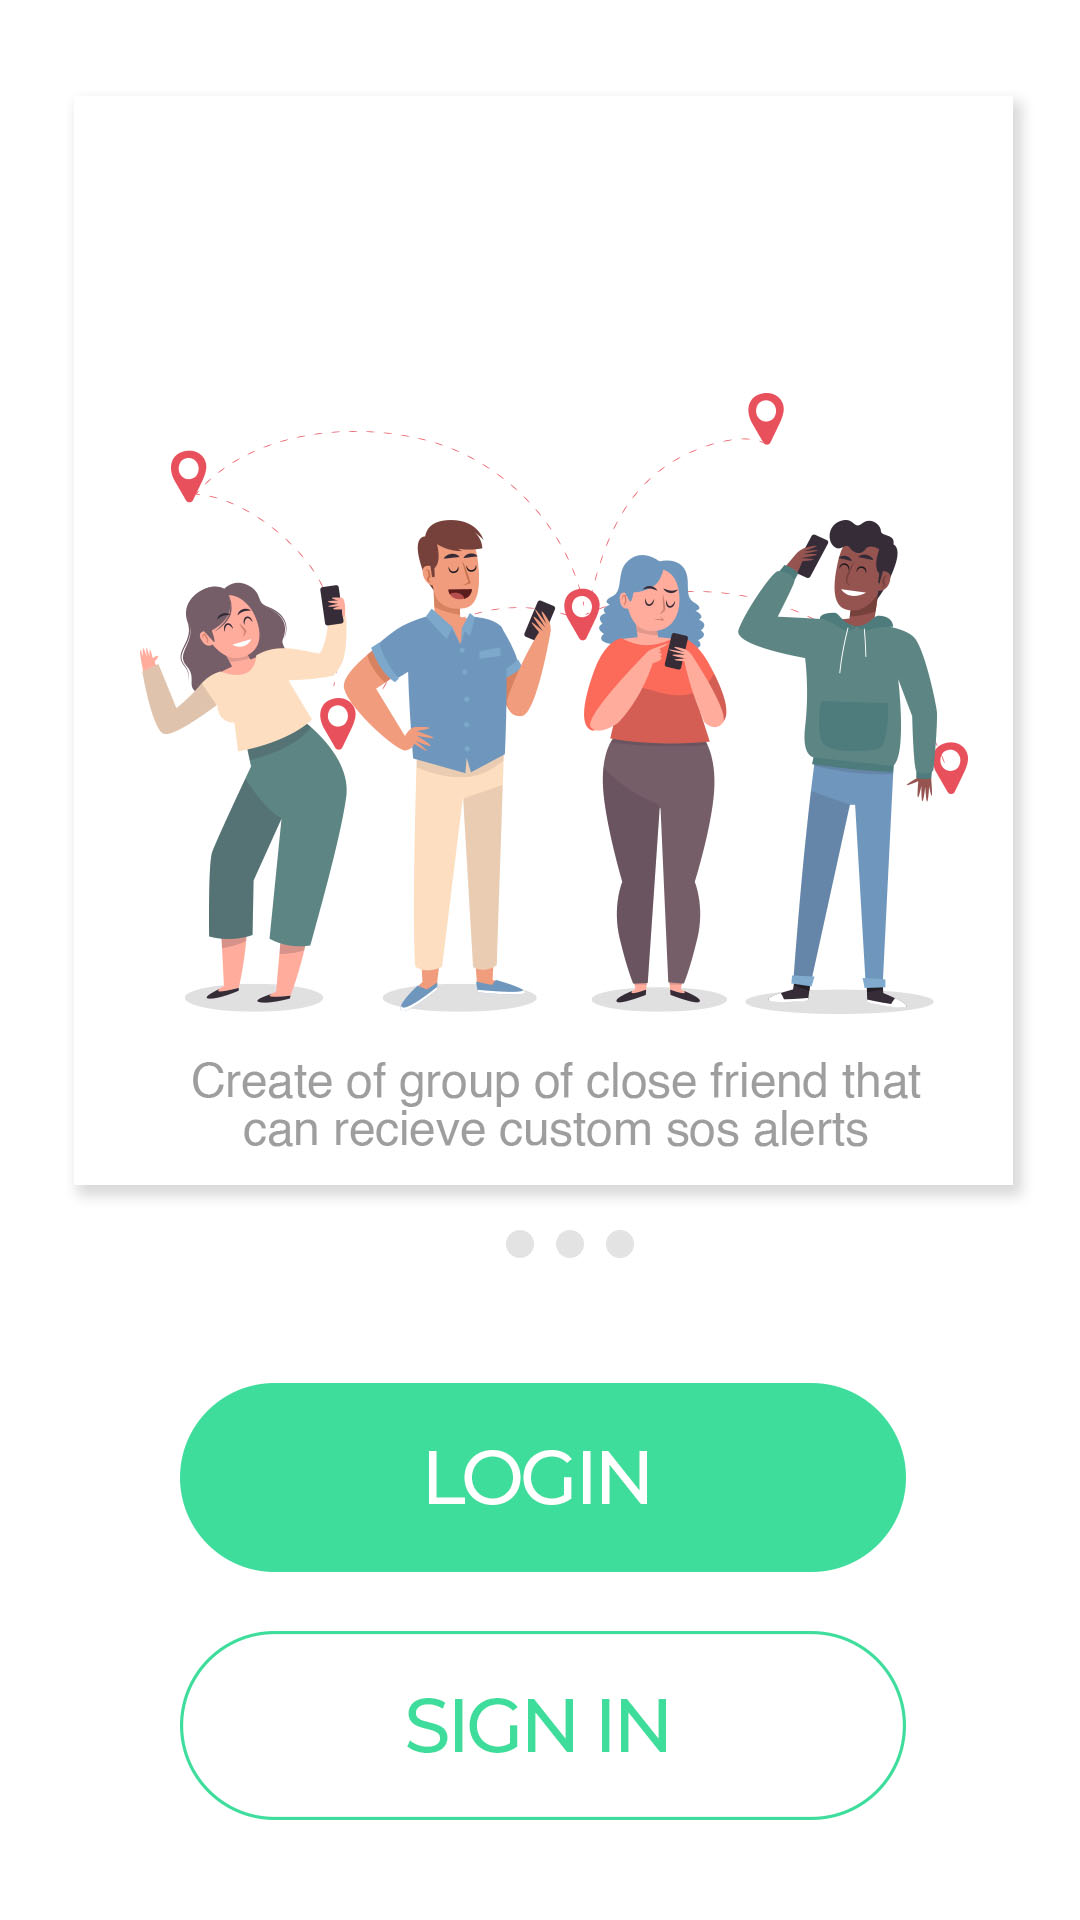 Create of group of close friend that
can recieve custom sos alerts
LOGIN
SIGN IN